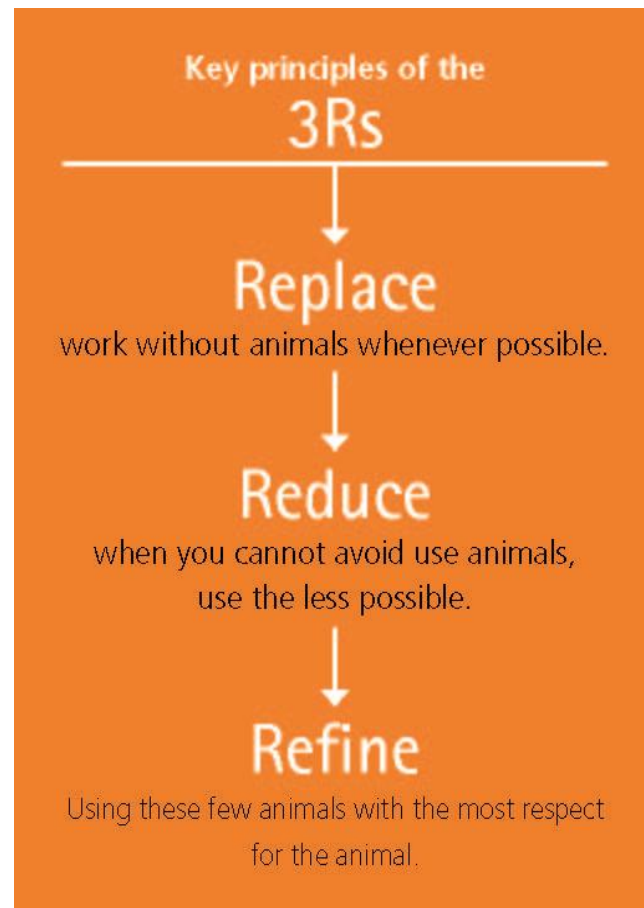 Key principles of the
3Rs
Replace
work without animals whenever possible.
Reduce
when you cannot avoid use animals,
use the less possible.
Refine
Using these few animals with the most respect
for the animal.